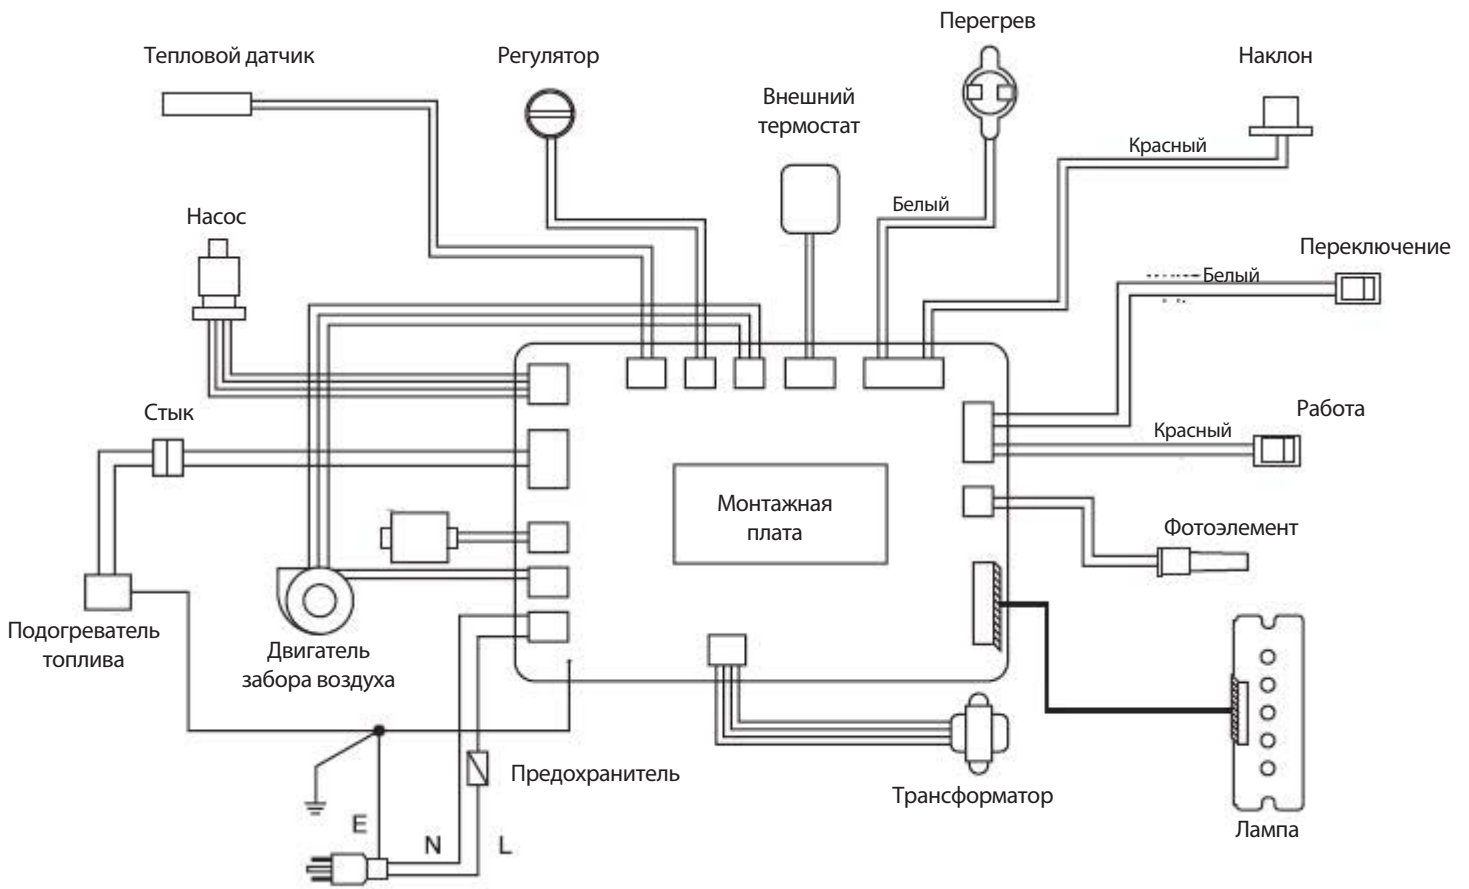 Перегрев
Тепловой датчик
Регулятор
Наклон
Внешний
термостат
Красный
Белый
Насос
Переключение
Белый
Стык
Работа
Красный
Монтажная
плата
Фотоэлемент
Подогреватель
топлива
Двигатель
забора воздуха
Предохранитель
Трансформатор
Лампа
E
N
L